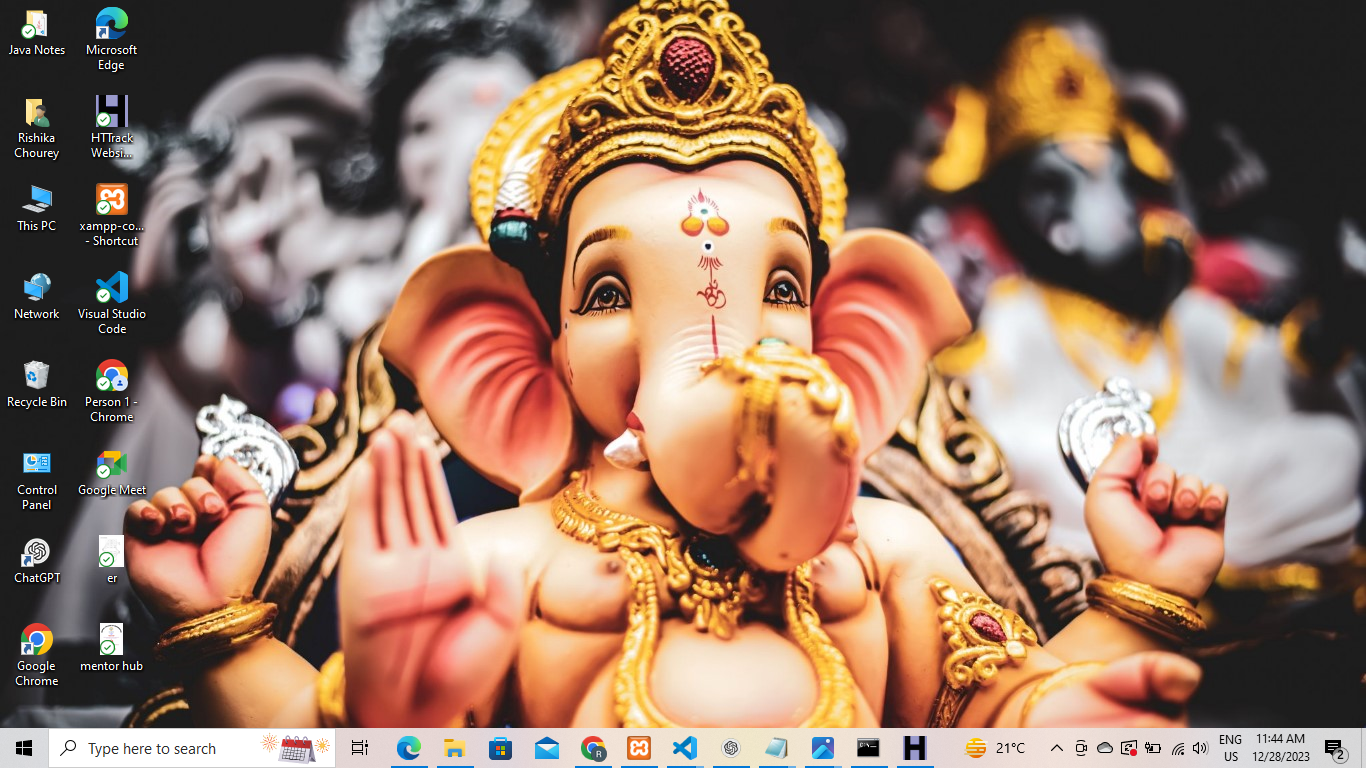 Java Notes
Microsoft
Edge
Rishika
Chourey
HTTrack
Websi...
This PC
xampp-co...
- Shortcut
Network
Visual Studio
Code
Recycle Bin
Person 1 -
Chrome
Control
Panel
Google Meet
ChatGPT
er
Google
Chrome
mentor hub
Type here to search
R
21°C
ENG
US
11:44 AM
12/28/2023
2